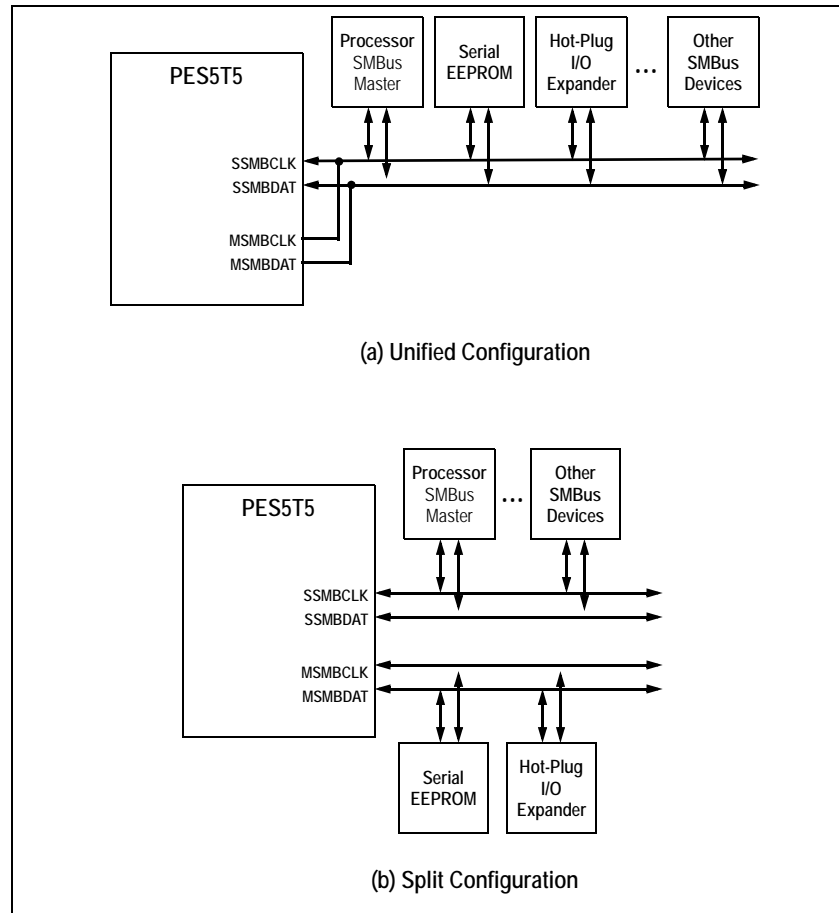 PES5T5
Processor
SMBus
Master
Serial
EEPROM
Hot-Plug
I/O
Expander
...
Other
SMBus
Devices
SSMBCLK
SSMBDAT
MSMBCLK
MSMBDAT
(a) Unified Configuration
PES5T5
Processor
SMBus
Master
...
Other
SMBus
Devices
SSMBCLK
SSMBDAT
MSMBCLK
MSMBDAT
Serial
EEPROM
Hot-Plug
I/O
Expander
(b) Split Configuration